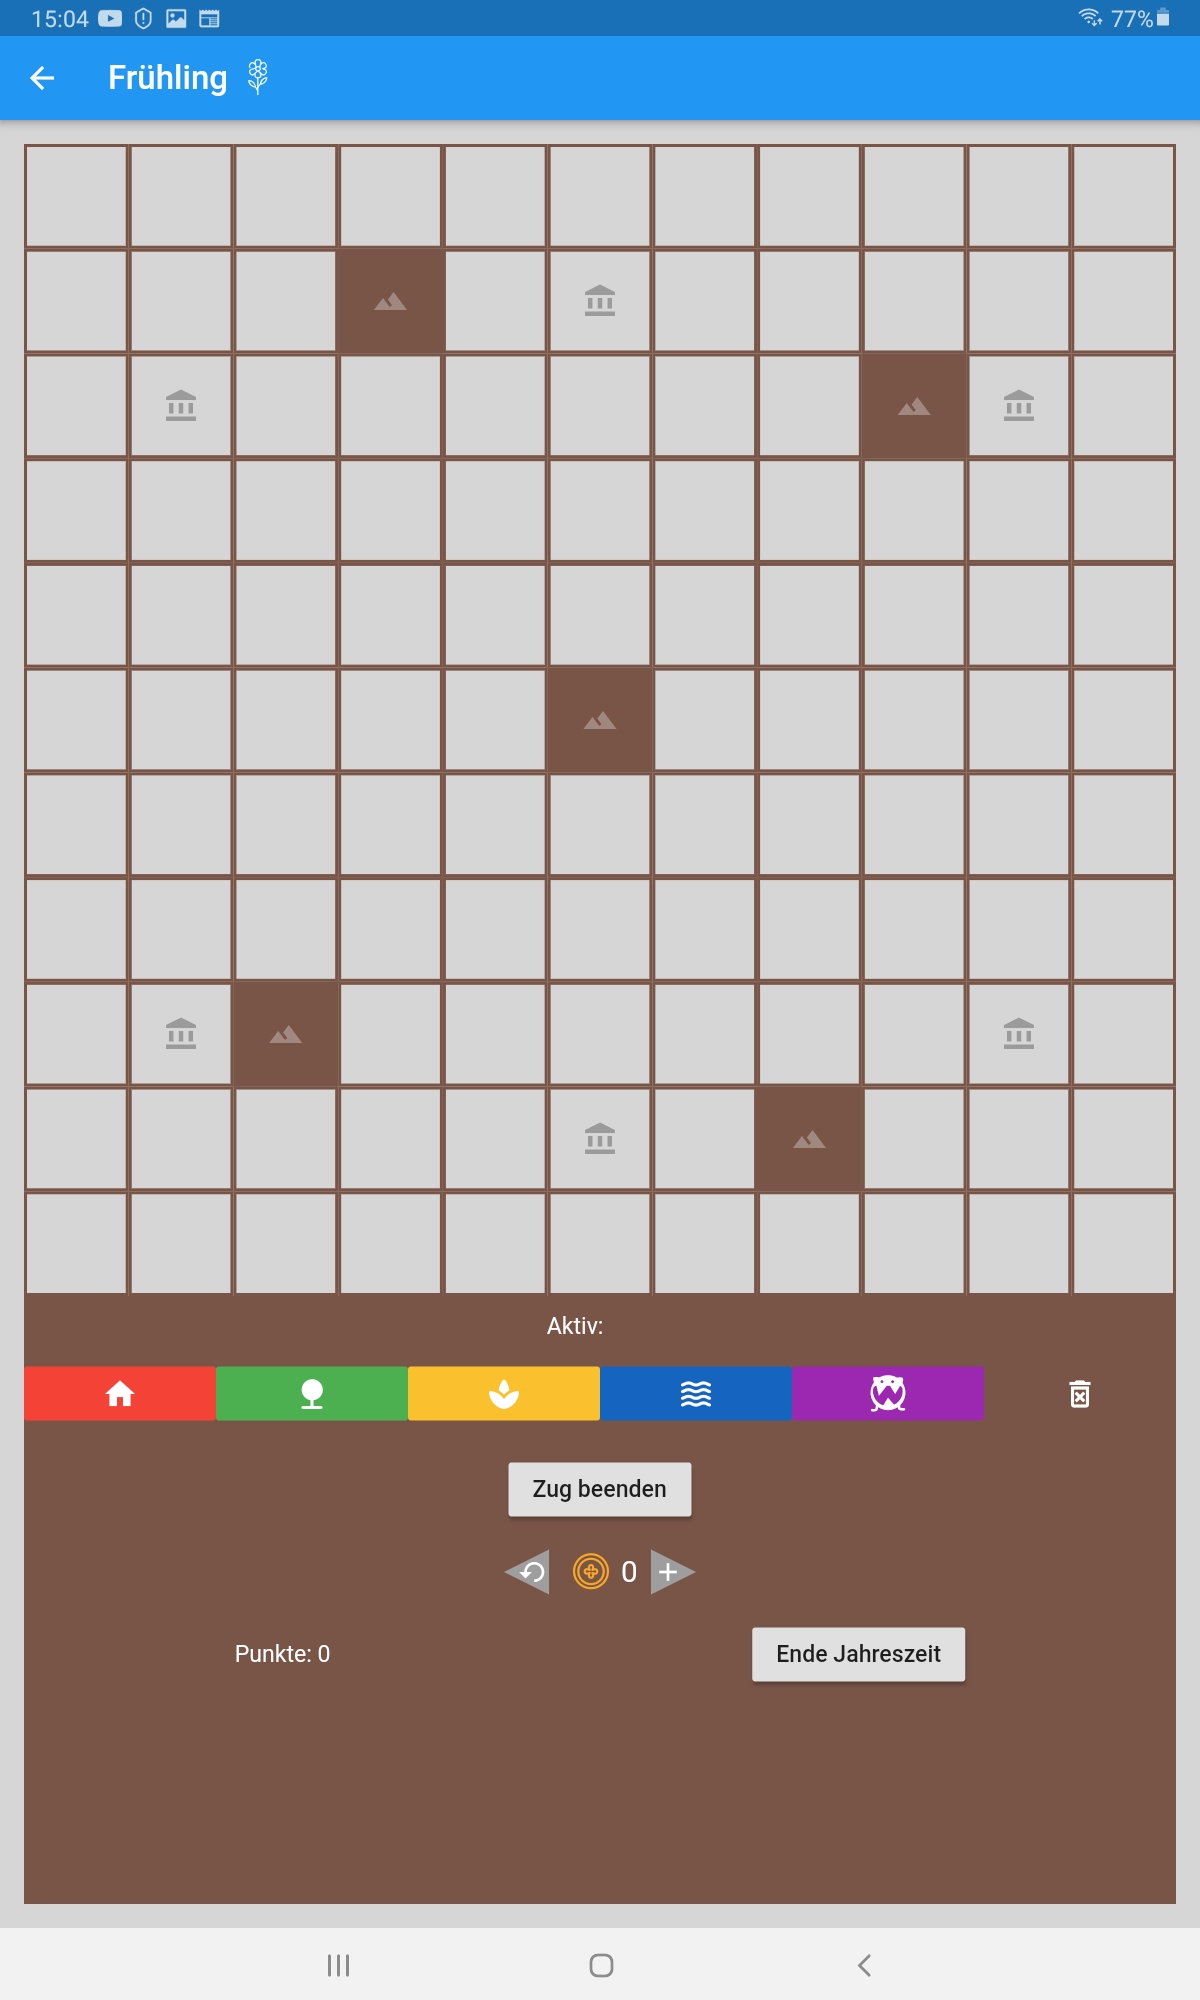 15:04 77%
Frühling
Aktiv:
Zug beenden
0
Punkte: 0 Ende Jahreszeit